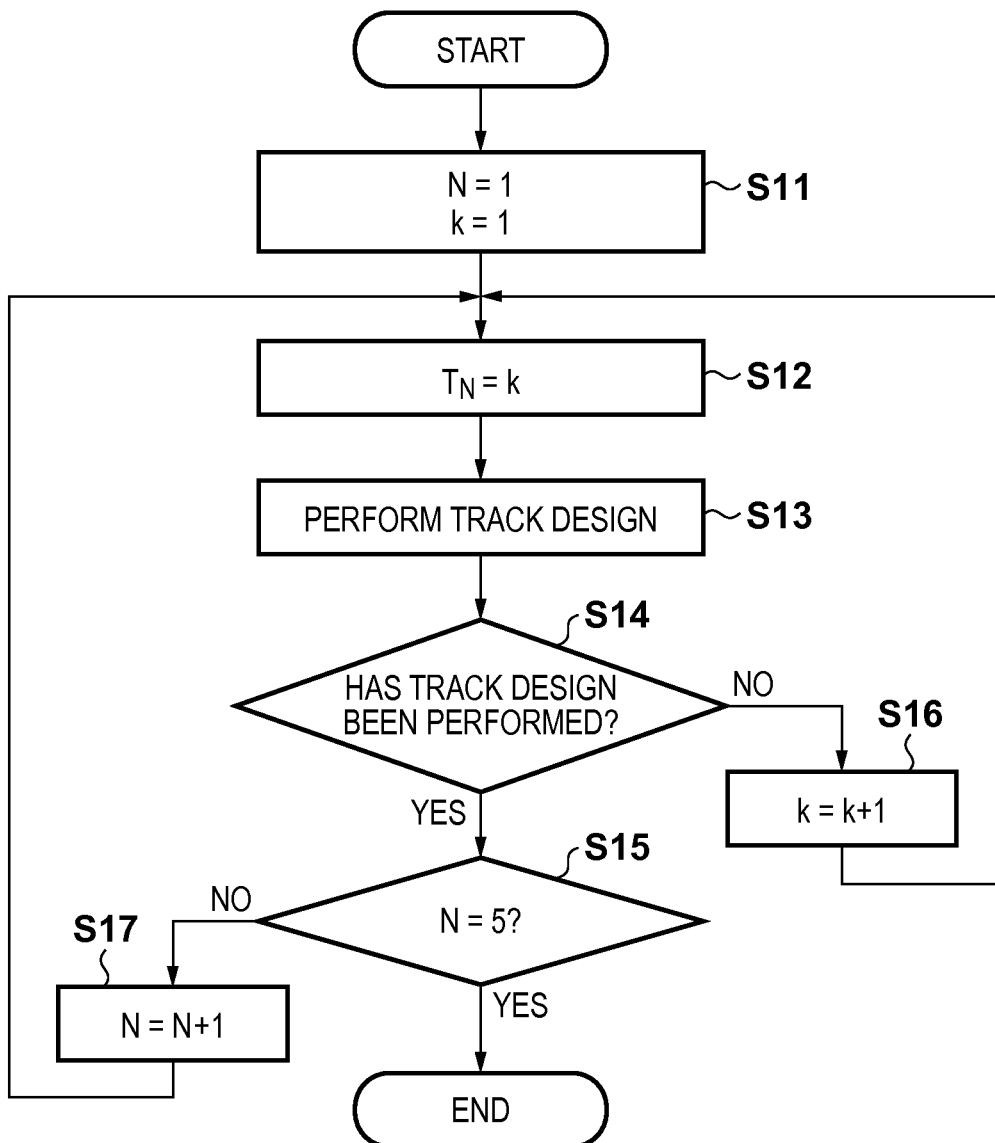 START
N = 1
k = 1
S11
T_N = k
S12
PERFORM TRACK DESIGN
S13
S14
HAS TRACK DESIGN
BEEN PERFORMED?
NO
S16
k = k+1
YES
S15
N = 5?
NO
S17
N = N+1
YES
END